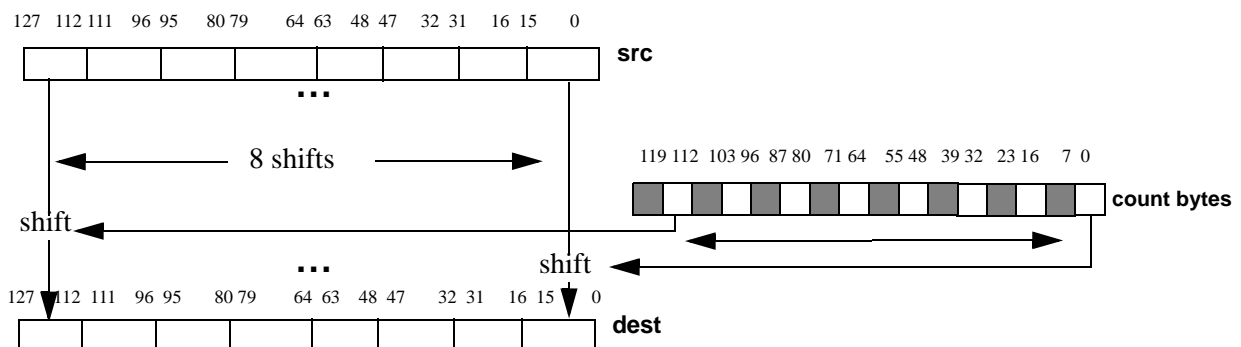 127 112 111 96 95 80 79 64 63 48 47 32 31 16 15 0
src
...
8 shifts
119 112 103 96 87 80 71 64 55 48 39 32 23 16 7 0
count bytes
shift
...
shift
127 112 111 96 95 80 79 64 63 48 47 32 31 16 15 0
dest